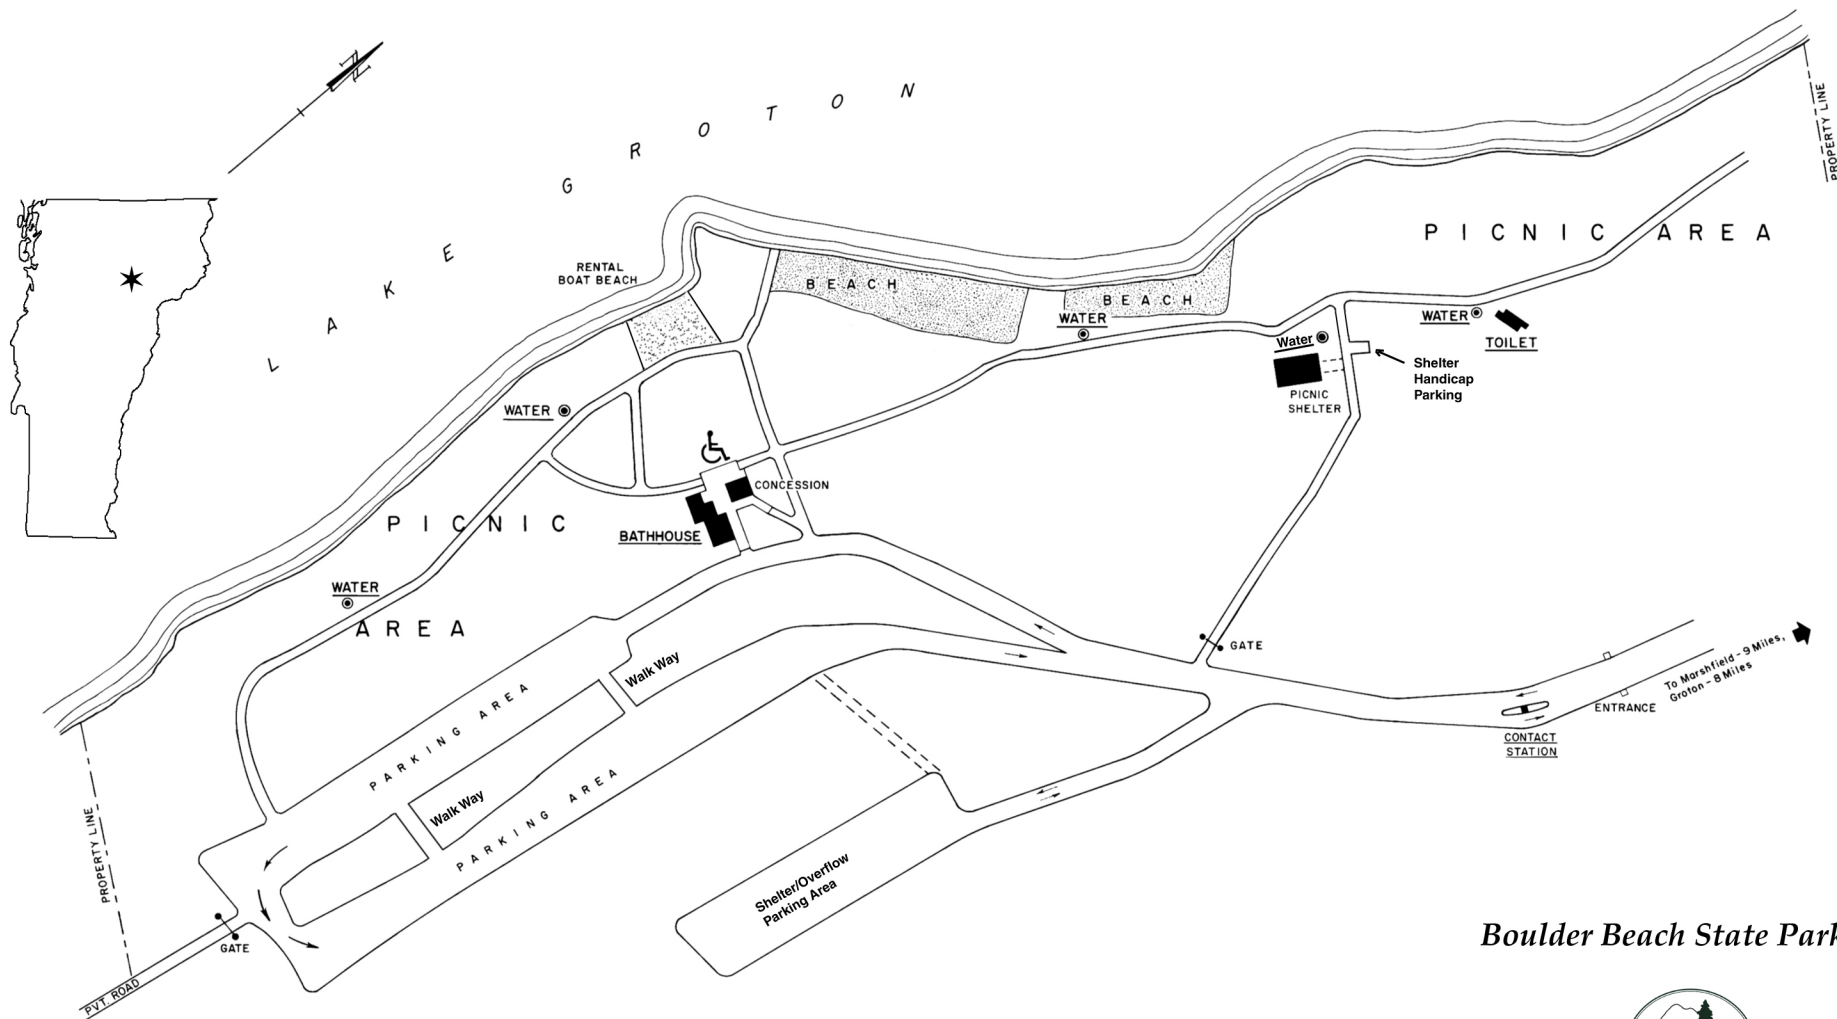 N
L A K E G R O T O N
PROPERTY LINE
PICNIC AREA
RENTAL
BOAT BEACH
BEACH
BEACH
WATER
WATER
TOILET
Water
PICNIC
SHELTER
Shelter
Handicap
Parking
WATER
CONCESSION
BATHHOUSE
PICNIC
AREA
WATER
GATE
To Marshfield - 9 Miles,
Groton - 8 Miles
ENTRANCE
CONTACT
STATION
Walk Way
PARKING AREA
Walk Way
PARKING AREA
Shelter/Overflow
Parking Area
PROPERTY LINE
GATE
PVT. ROAD
Boulder Beach State Park